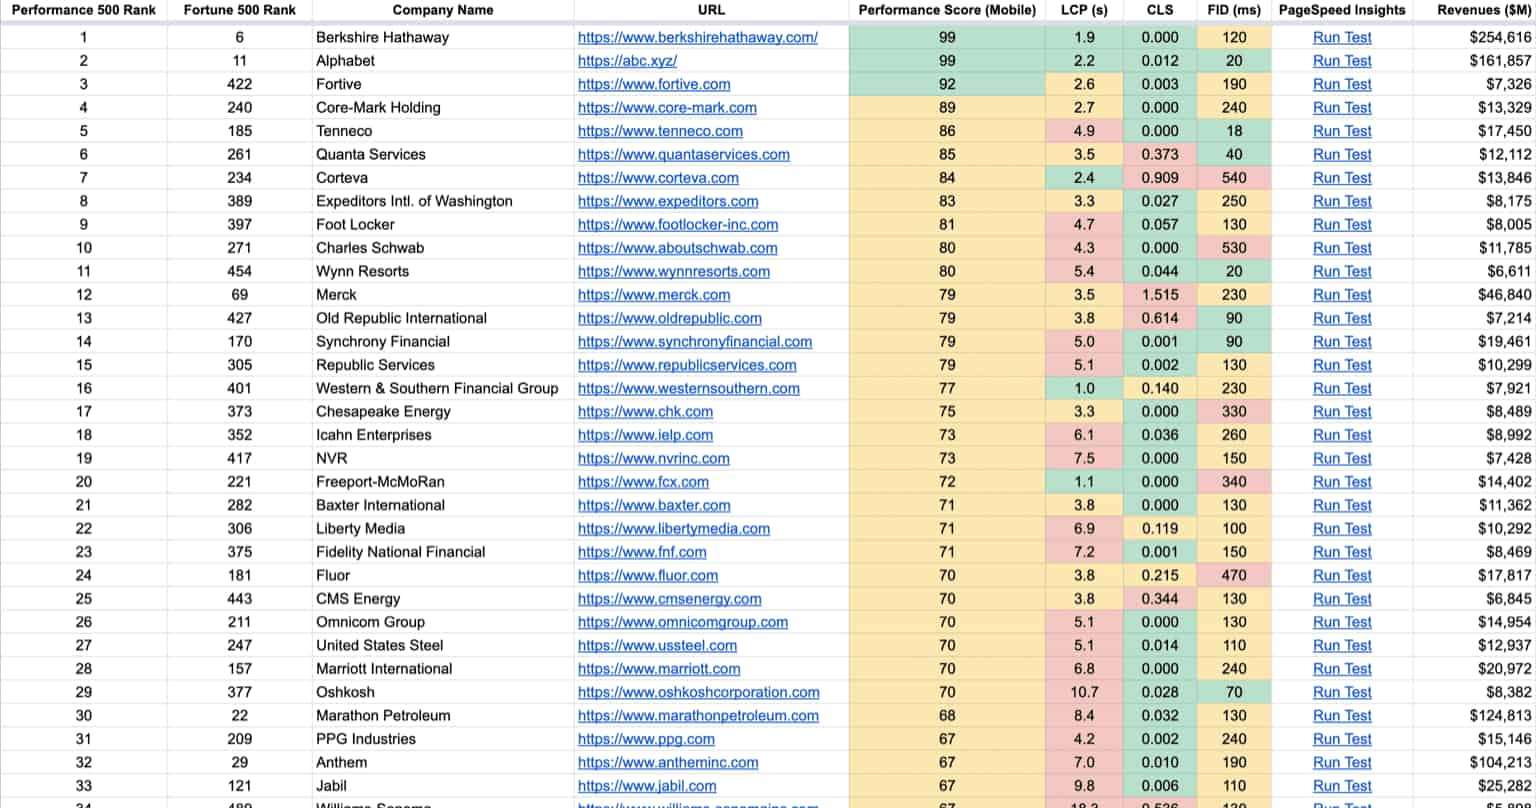 Performance 500 Rank Fortune 500 Rank Company Name URL Performance Score (Mobile) LCP (s) CLS FID (ms) PageSpeed Insights Revenues ($M)
1 6 Berkshire Hathaway https://www.berkshirehathaway.com/ 99 1.9 0.000 120 Run Test $254,616
2 11 Alphabet https://abc.xyz/ 99 2.2 0.012 20 Run Test $161,857
3 422 Fortive https://www.fortive.com 92 2.6 0.003 190 Run Test $7,326
4 240 Core-Mark Holding https://www.core-mark.com 89 2.7 0.000 240 Run Test $13,329
5 185 Tenneco https://www.tenneco.com 86 4.9 0.000 18 Run Test $17,450
6 261 Quanta Services https://www.quantaservices.com 85 3.5 0.373 40 Run Test $12,112
7 234 Corteva https://www.corteva.com 84 2.4 0.909 540 Run Test $13,846
8 389 Expeditors Intl. of Washington https://www.expeditors.com 83 3.3 0.027 250 Run Test $8,175
9 397 Foot Locker https://www.footlocker-inc.com 81 4.7 0.057 130 Run Test $8,005
10 271 Charles Schwab https://www.aboutschwab.com 80 4.3 0.000 530 Run Test $11,785
11 454 Wynn Resorts https://www.wynnresorts.com 80 5.4 0.044 20 Run Test $6,611
12 69 Merck https://www.merck.com 79 3.5 1.515 230 Run Test $46,840
13 427 Old Republic International https://www.oldrepublic.com 79 3.8 0.614 90 Run Test $7,214
14 170 Synchrony Financial https://www.synchronyfinancial.com 79 5.0 0.001 90 Run Test $19,461
15 305 Republic Services https://www.republicservices.com 79 5.1 0.002 130 Run Test $10,299
16 401 Western & Southern Financial Group https://www.westernsouthern.com 77 1.0 0.140 230 Run Test $7,921
17 373 Chesapeake Energy https://www.chk.com 75 3.3 0.000 330 Run Test $8,489
18 352 Icahn Enterprises https://www.ielp.com 73 6.1 0.036 260 Run Test $8,992
19 417 NVR https://www.nvrinc.com 73 7.5 0.000 150 Run Test $7,428
20 221 Freeport-McMoRan https://www.fcx.com 72 1.1 0.000 340 Run Test $14,402
21 282 Baxter International https://www.baxter.com 71 3.8 0.000 130 Run Test $11,362
22 306 Liberty Media https://www.libertymedia.com 71 6.9 0.119 100 Run Test $10,292
23 375 Fidelity National Financial https://www.fnf.com 71 7.2 0.001 150 Run Test $8,469
24 181 Fluor https://www.fluor.com 70 3.8 0.215 470 Run Test $17,817
25 443 CMS Energy https://www.cmsenergy.com 70 3.8 0.344 130 Run Test $6,845
26 211 Omnicom Group https://www.omnicomgroup.com 70 5.1 0.000 130 Run Test $14,954
27 247 United States Steel https://www.ussteel.com 70 5.1 0.014 110 Run Test $12,937
28 157 Marriott International https://www.marriott.com 70 6.8 0.000 240 Run Test $20,972
29 377 Oshkosh https://www.oshkoshcorporation.com 70 10.7 0.028 70 Run Test $8,382
30 22 Marathon Petroleum https://www.marathonpetroleum.com 68 8.4 0.032 130 Run Test $124,813
31 209 PPG Industries https://www.ppg.com 67 4.2 0.002 240 Run Test $15,146
32 29 Anthem https://www.antheminc.com 67 7.0 0.010 190 Run Test $104,213
33 121 Jabil https://www.jabil.com 67 9.8 0.006 110 Run Test $25,282